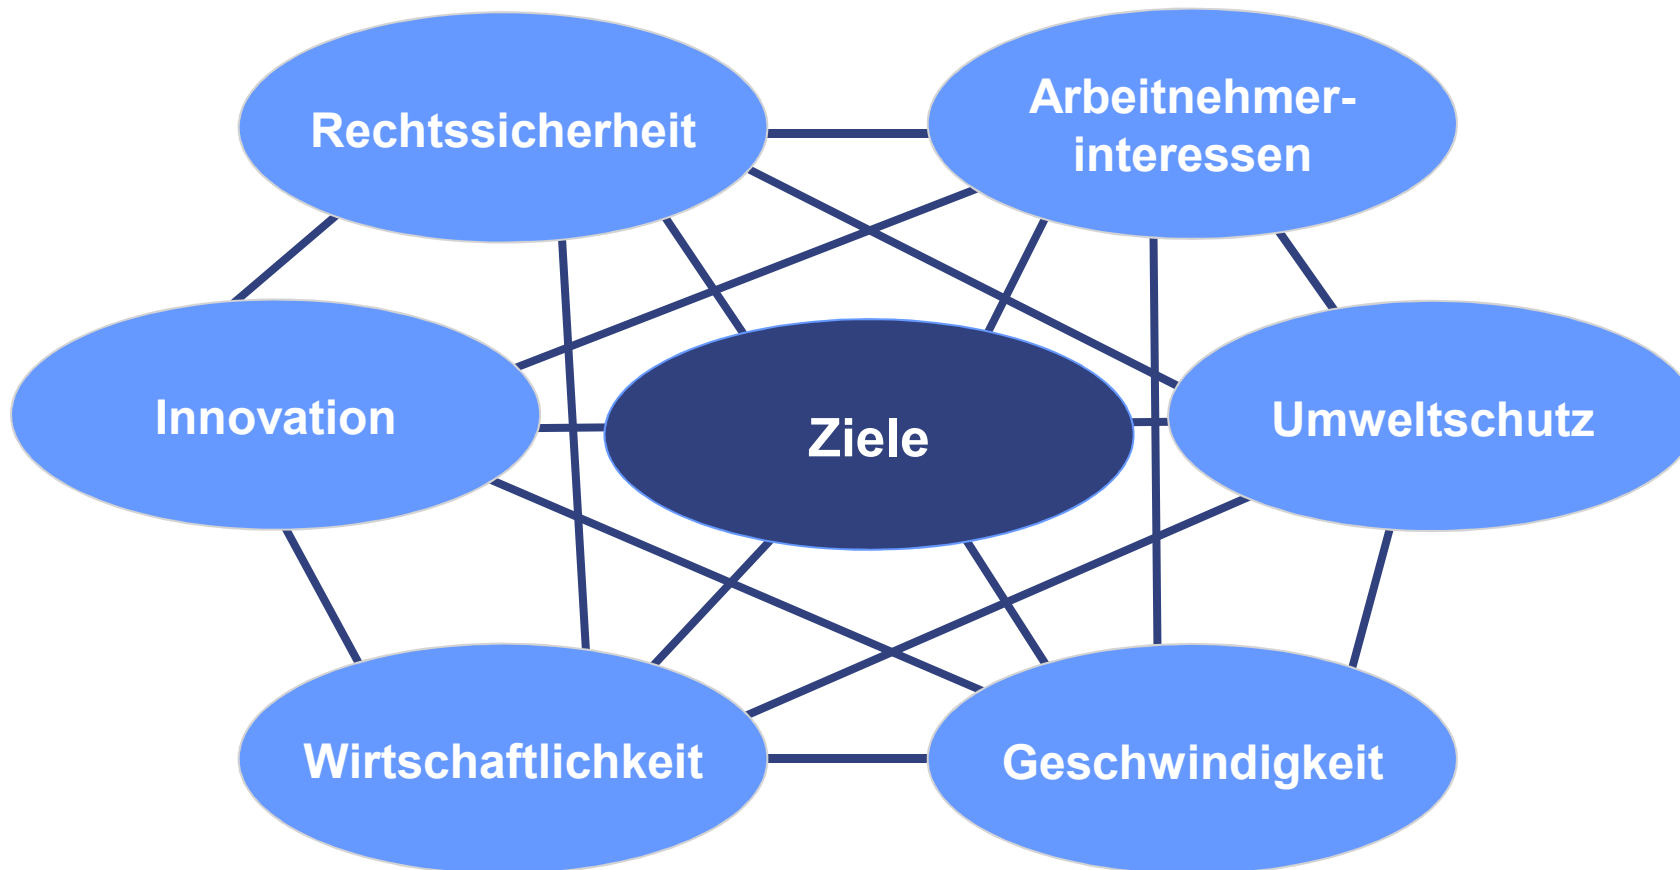 Rechtssicherheit
Arbeitnehmer-
interessen
Innovation
Ziele
Umweltschutz
Wirtschaftlichkeit
Geschwindigkeit